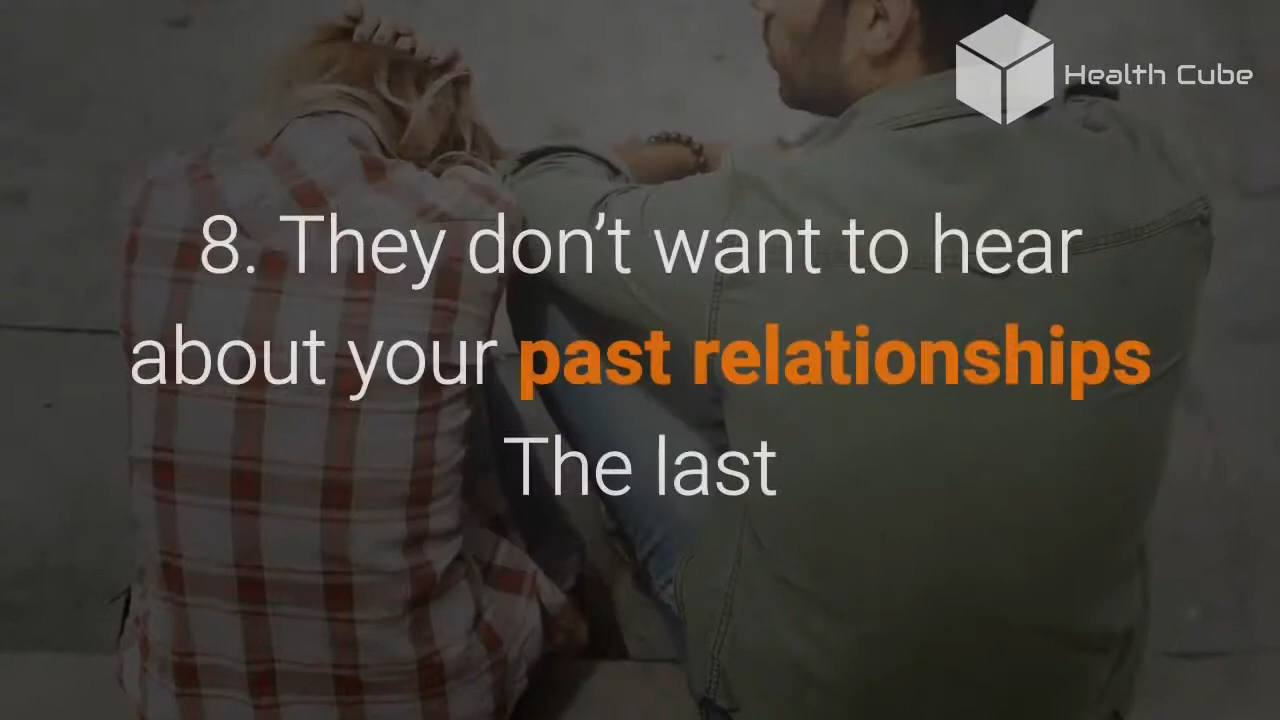 Health Cube
8. They don’t want to hear
about your past relationships
The last